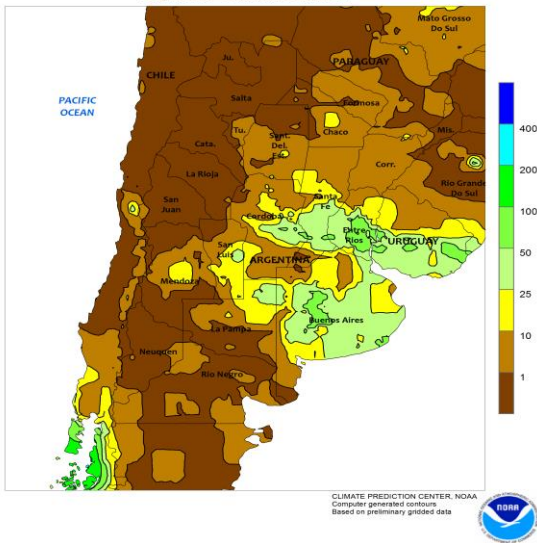 Mato Grosso
Do Sul
Ju.
PARAGUAY
CHILE
PACIFIC
OCEAN
Salta
Formosa
Tu.
Sant.
Del.
Est.
Chaco
Mis.
Cata.
Corr.
La Rioja
Rio Grande
Do Sul
Santa
Fe
San
Juan
Cordoba
Entre
Rios
URUGUAY
San
Luis
ARGENTINA
Mendoza
Buenos Aires
La Pampa
Neuquen
Rio Negro
400
200
100
50
25
10
1
CLIMATE PREDICTION CENTER, NOAA
Computer generated contours
Based on preliminary gridded data
NOAA